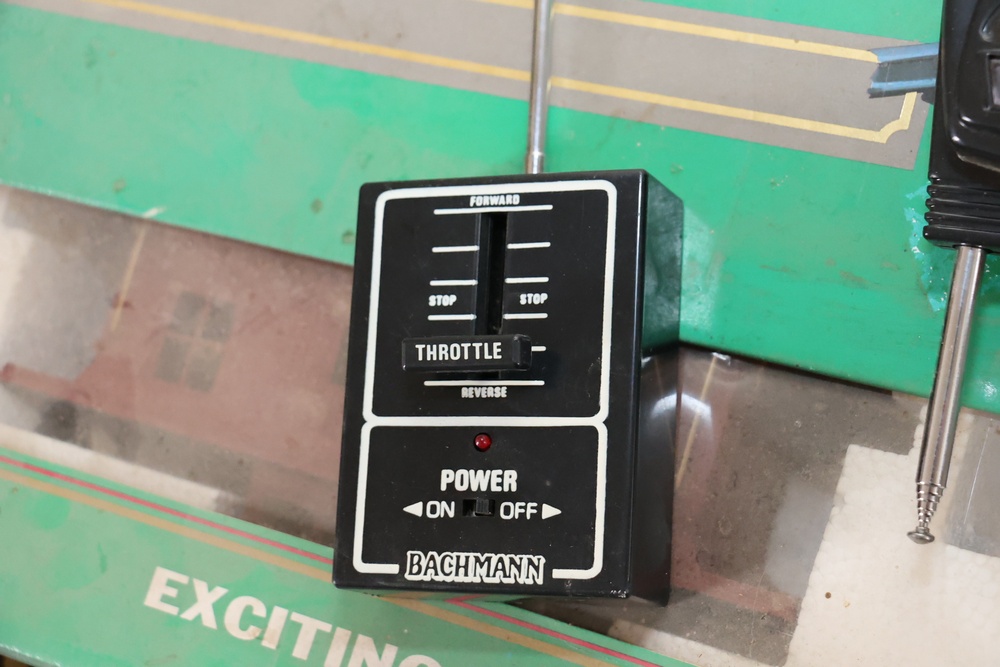 FORWARD
STOP STOP
THROTTLE
REVERSE
POWER
ON OFF
BACHMANN
EXCITING